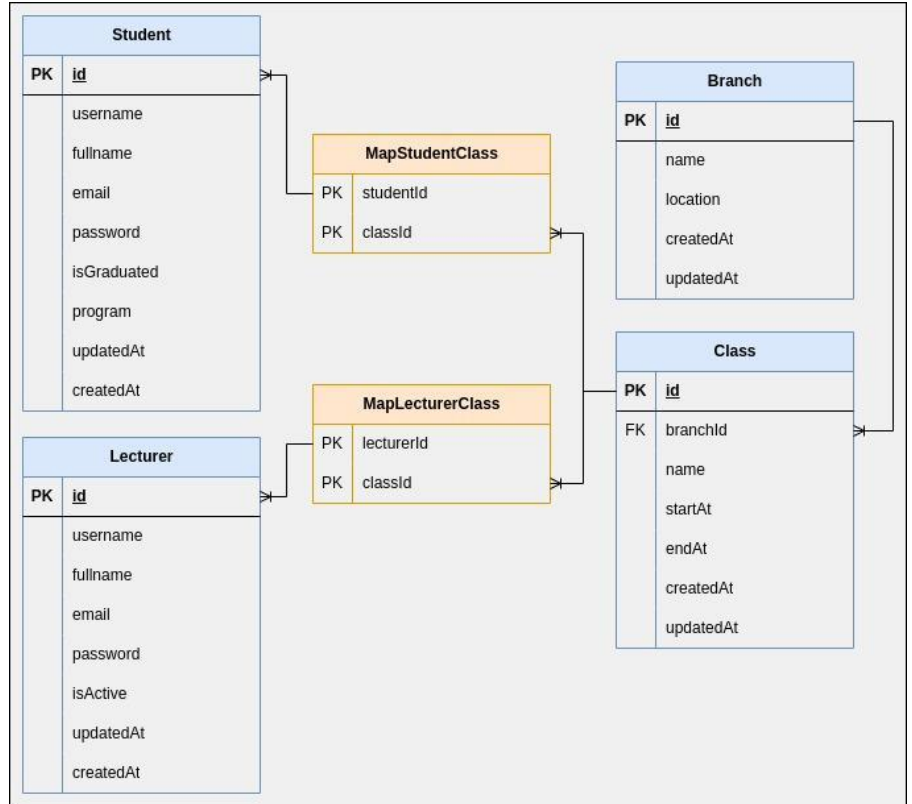 Student
PK id
username
fullname
email
password
isGraduated
program
updatedAt
createdAt
MapStudentClass
PK studentId
PK classId
Branch
PK id
name
location
createdAt
updatedAt
Lecturer
PK id
username
fullname
email
password
isActive
updatedAt
createdAt
MapLecturerClass
PK lecturerId
PK classId
Class
PK id
FK branchId
name
startAt
endAt
createdAt
updatedAt